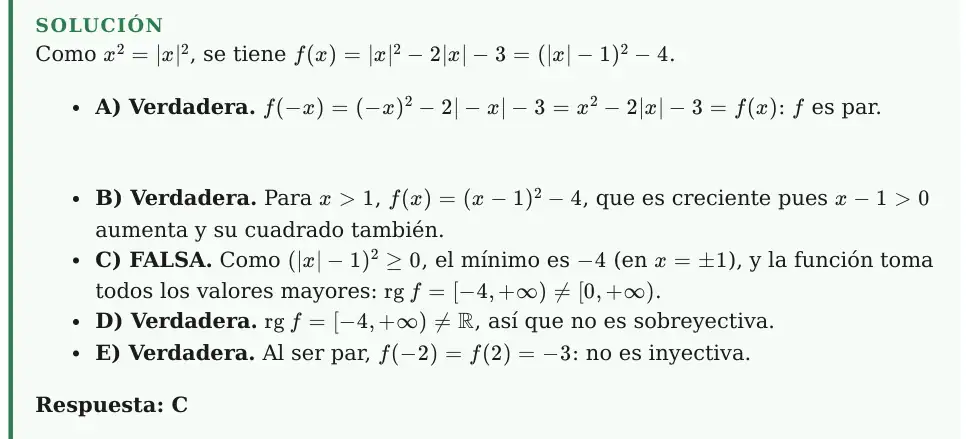 SOLUCIÓN
Como x² = |x|², se tiene f(x) = |x|² − 2|x| − 3 = (|x| − 1)² − 4.
• A) Verdadera. f(−x) = (−x)² − 2| − x| − 3 = x² − 2|x| − 3 = f(x): f es par.
• B) Verdadera. Para x > 1, f(x) = (x − 1)² − 4, que es creciente pues x − 1 > 0
aumenta y su cuadrado también.
• C) FALSA. Como (|x| − 1)² ≥ 0, el mínimo es −4 (en x = ±1), y la función toma
todos los valores mayores: rg f = [−4, +∞) ≠ [0, +∞).
• D) Verdadera. rg f = [−4, +∞) ≠ ℝ, así que no es sobreyectiva.
• E) Verdadera. Al ser par, f(−2) = f(2) = −3: no es inyectiva.
Respuesta: C